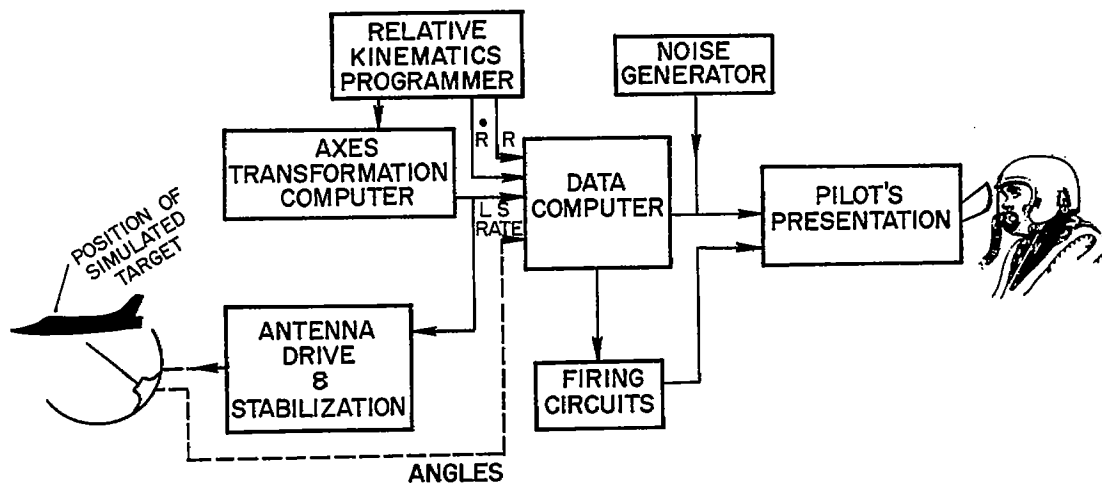 RELATIVE
KINEMATICS
PROGRAMMER
NOISE
GENERATOR
AXES
TRANSFORMATION
COMPUTER
Ṙ R
DATA
COMPUTER
PILOT'S
PRESENTATION
L S
RATE
POSITION OF
SIMULATED
TARGET
ANTENNA
DRIVE
8
STABILIZATION
FIRING
CIRCUITS
ANGLES